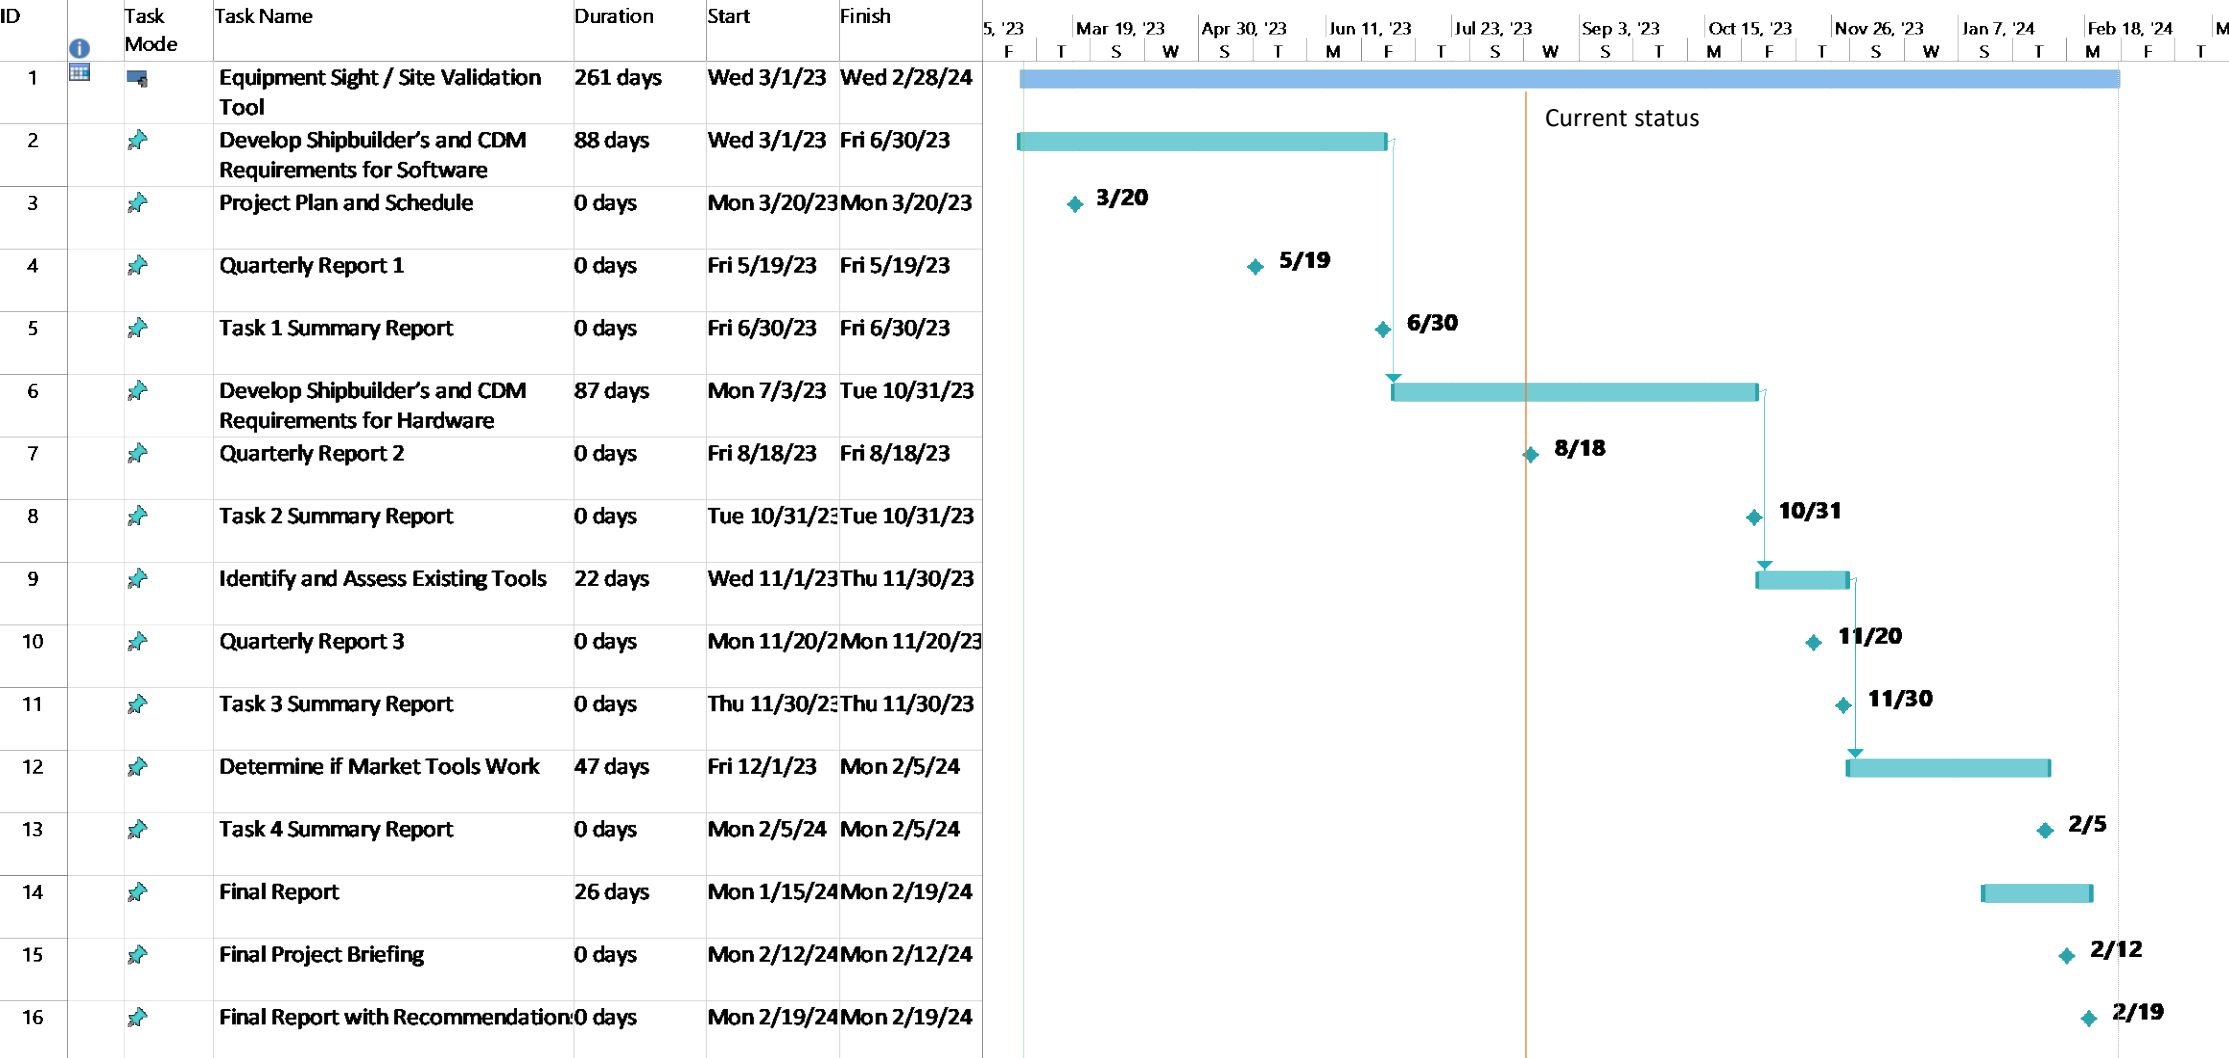 ID Task Mode Task Name Duration Start Finish
5, '23 Mar 19, '23 Apr 30, '23 Jun 11, '23 Jul 23, '23 Sep 3, '23 Oct 15, '23 Nov 26, '23 Jan 7, '24 Feb 18, '24 M
F T S W S T M F T S W S T M F T S W S T M F T
1 Equipment Sight / Site Validation 261 days Wed 3/1/23 Wed 2/28/24
Tool
Current status
2 Develop Shipbuilder's and CDM 88 days Wed 3/1/23 Fri 6/30/23
Requirements for Software
3 Project Plan and Schedule 0 days Mon 3/20/23 Mon 3/20/23 3/20
4 Quarterly Report 1 0 days Fri 5/19/23 Fri 5/19/23 5/19
5 Task 1 Summary Report 0 days Fri 6/30/23 Fri 6/30/23 6/30
6 Develop Shipbuilder's and CDM 87 days Mon 7/3/23 Tue 10/31/23
Requirements for Hardware
7 Quarterly Report 2 0 days Fri 8/18/23 Fri 8/18/23 8/18
8 Task 2 Summary Report 0 days Tue 10/31/23 Tue 10/31/23 10/31
9 Identify and Assess Existing Tools 22 days Wed 11/1/23 Thu 11/30/23
10 Quarterly Report 3 0 days Mon 11/20/2 Mon 11/20/23 11/20
11 Task 3 Summary Report 0 days Thu 11/30/23 Thu 11/30/23 11/30
12 Determine if Market Tools Work 47 days Fri 12/1/23 Mon 2/5/24
13 Task 4 Summary Report 0 days Mon 2/5/24 Mon 2/5/24 2/5
14 Final Report 26 days Mon 1/15/24 Mon 2/19/24
15 Final Project Briefing 0 days Mon 2/12/24 Mon 2/12/24 2/12
16 Final Report with Recommendation 0 days Mon 2/19/24 Mon 2/19/24 2/19